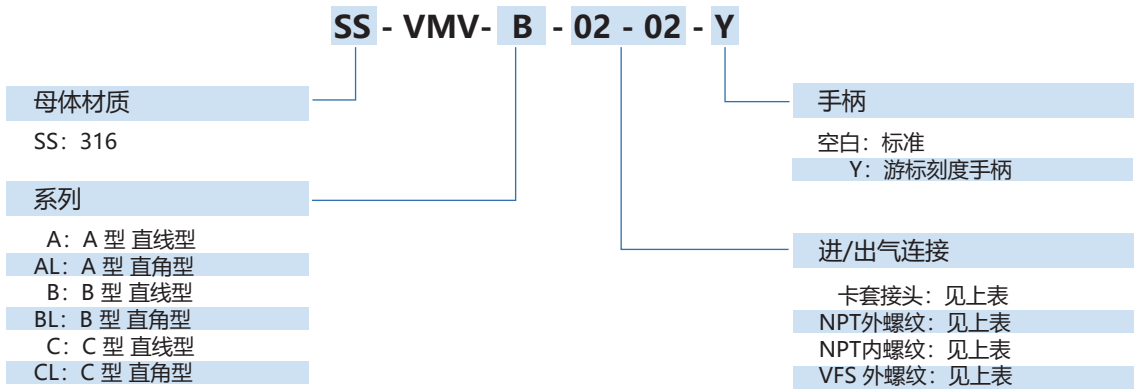 SS - VMV- B - 02 - 02 - Y
母体材质
SS：316
系列
A：A 型 直线型
AL：A 型 直角型
B：B 型 直线型
BL：B 型 直角型
C：C 型 直线型
CL：C 型 直角型
手柄
空白：标准
Y：游标刻度手柄
进/出气连接
卡套接头：见上表
NPT外螺纹：见上表
NPT内螺纹：见上表
VFS 外螺纹：见上表